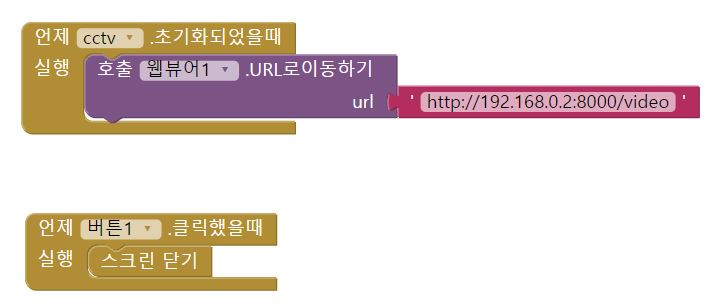 언제 cctv .초기화되었을때
실행 호출 웹뷰어1 .URL로이동하기
url ' http://192.168.0.2:8000/video '
언제 버튼1 .클릭했을때
실행 스크린 닫기